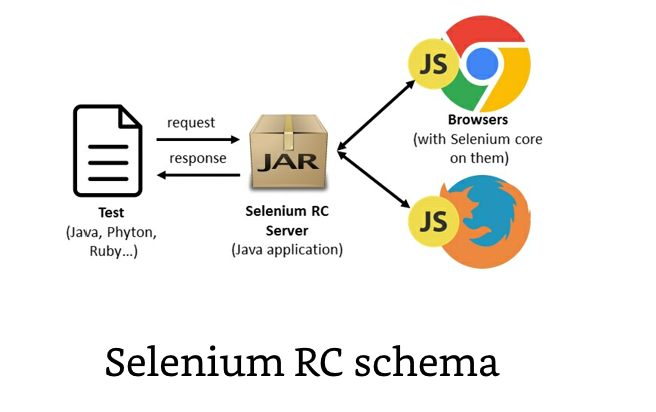 request
response
Test
(Java, Phyton,
Ruby...)
JAR
Selenium RC
Server
(Java application)
JS
Browsers
(with Selenium core
on them)
JS
Selenium RC schema